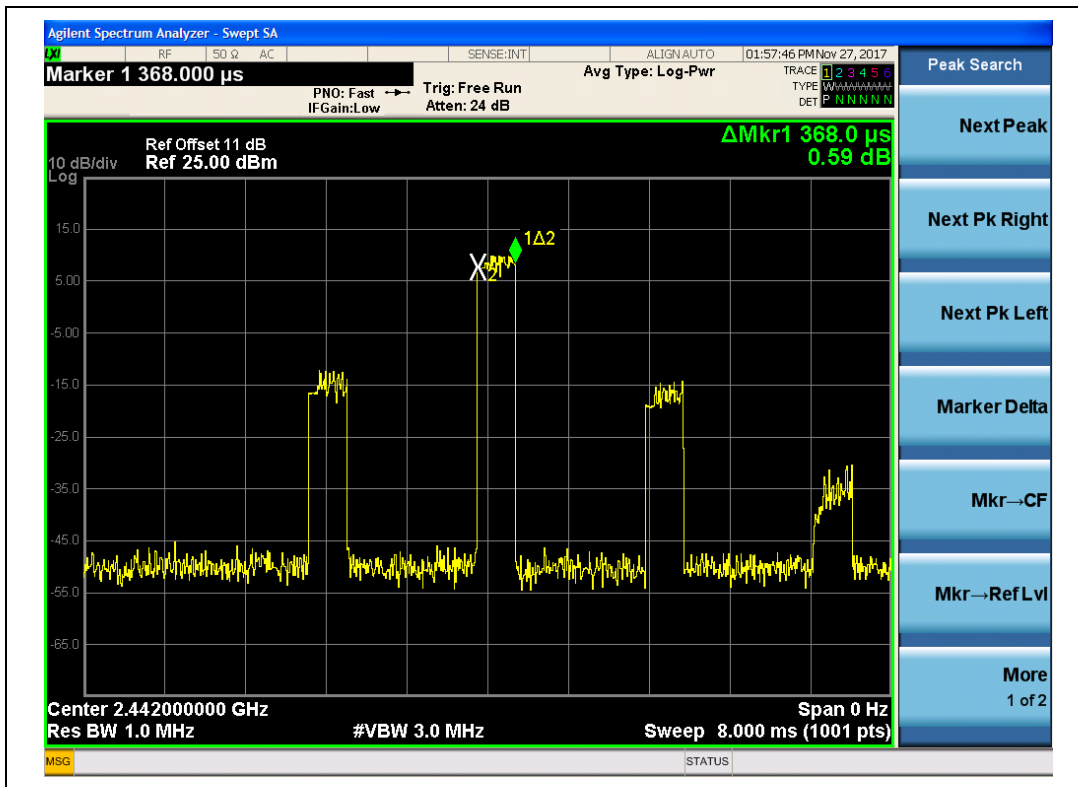 Agilent Spectrum Analyzer - Swept SA
LXI RF 50 Ω AC SENSE:INT ALIGN AUTO 01:57:46 PM Nov 27, 2017
Marker 1 368.000 µs
PNO: Fast
IFGain:Low
Trig: Free Run
Atten: 24 dB
Avg Type: Log-Pwr
TRACE 1 2 3 4 5 6
TYPE W
DET P N N N N N
Peak Search
Next Peak
Next Pk Right
Next Pk Left
Marker Delta
Mkr→CF
Mkr→Ref Lvl
More
1 of 2
ΔMkr1 368.0 µs
0.59 dB
Ref Offset 11 dB
10 dB/div Ref 25.00 dBm
Log
15.0
5.00
-5.00
-15.0
-25.0
-35.0
-45.0
-55.0
-65.0
1Δ2
X2
Center 2.442000000 GHz Span 0 Hz
Res BW 1.0 MHz #VBW 3.0 MHz Sweep 8.000 ms (1001 pts)
MSG STATUS